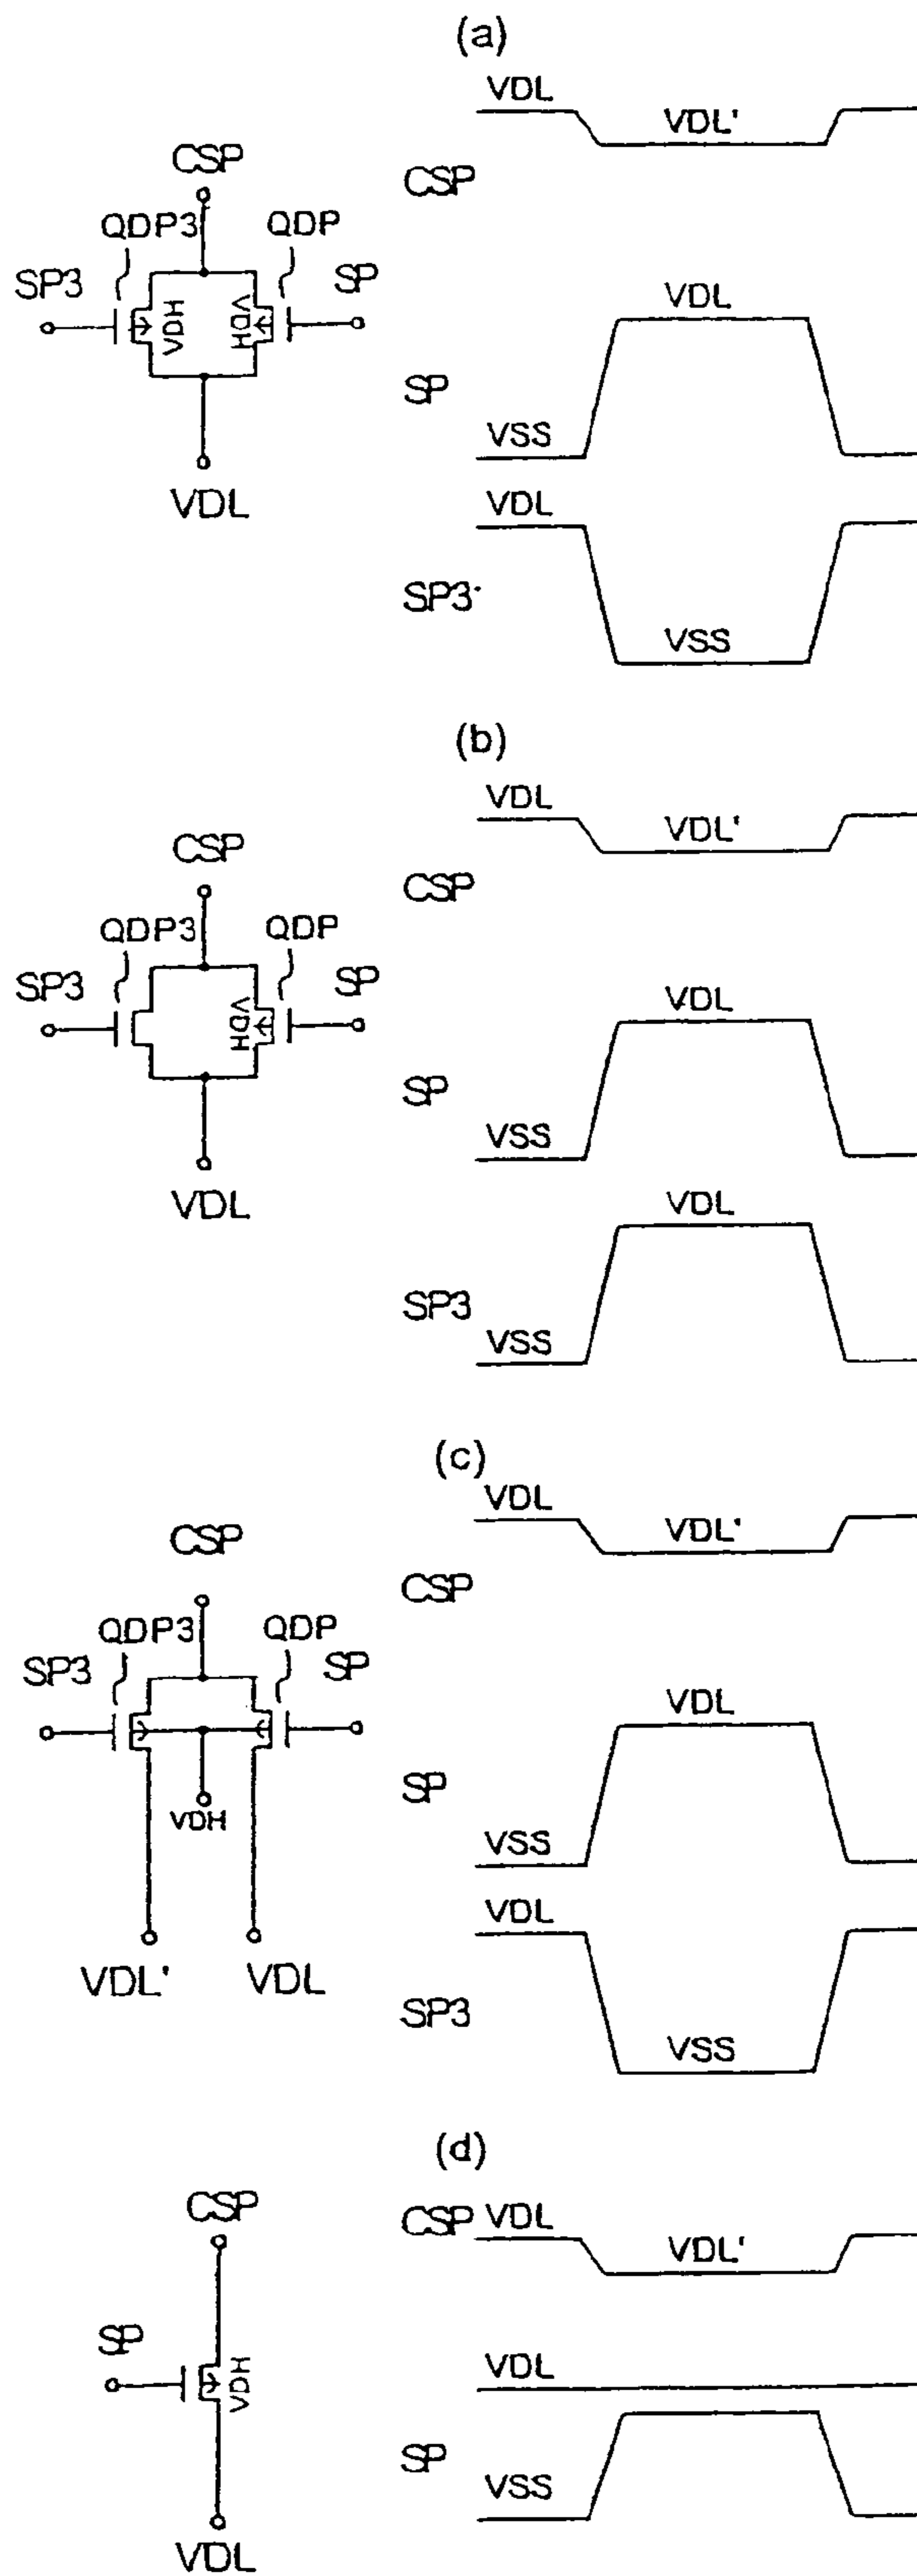 (a)
VDL
VDL'
CSP
CSP
QDP3
QDP
SP3
VDH
VDH
SP
VDL
VDL
SP
VSS
VDL
SP3
VSS
(b)
VDL
VDL'
CSP
CSP
QDP3
QDP
SP3
VDH
SP
VDL
VDL
SP
VSS
VDL
SP3
VSS
(c)
VDL
VDL'
CSP
CSP
QDP3
QDP
SP3
SP
VDH
VDL'
VDL
VDL
SP
VSS
VDL
SP3
VSS
(d)
CSP
CSP
VDL
VDL'
SP
VDH
VDL
VDL
SP
VSS